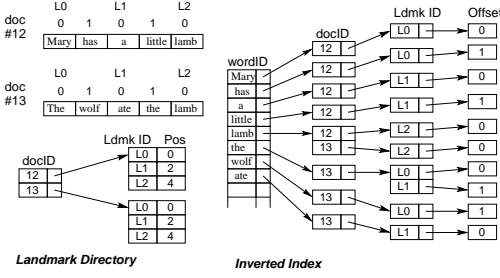 L0 L1 L2
doc #12
0 1 0 1 0
Mary has a little lamb
L0 L1 L2
doc #13
0 1 0 1 0
The wolf ate the lamb
Ldmk ID Pos
docID
12
13
L0 0
L1 2
L2 4
L0 0
L1 2
L2 4
Landmark Directory
wordID
Mary
has
a
little
lamb
the
wolf
ate
docID
12
12
12
12
12
13
13
13
13
Ldmk ID Offset
L0 0
L0 1
L1 0
L1 1
L2 0
L2 0
L0 0
L1 1
L0 1
L1 0
Inverted Index